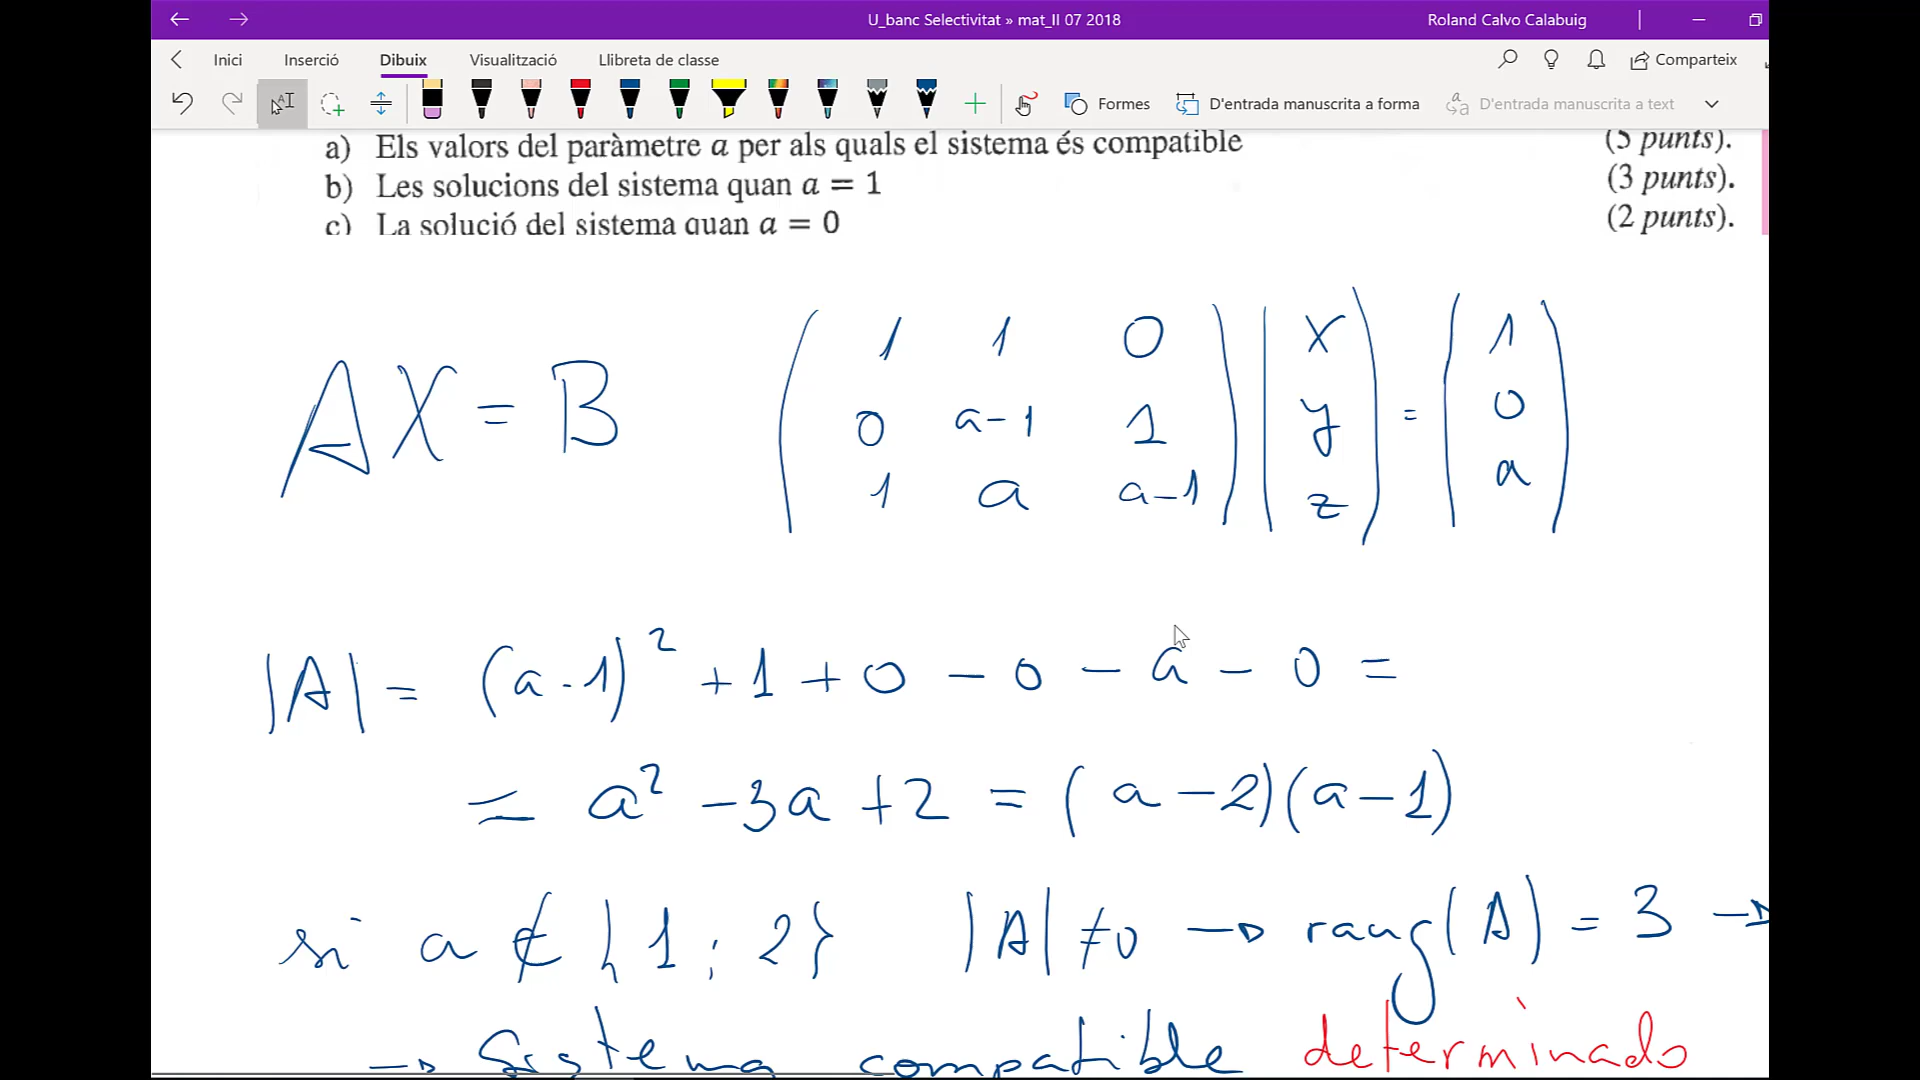 U_banc Selectivitat » mat_II 07 2018
Roland Calvo Calabuig
Inici Inserció Dibuix Visualització Llibreta de classe Comparteix
Formes D'entrada manuscrita a forma D'entrada manuscrita a text
a) Els valors del paràmetre a per als quals el sistema és compatible (5 punts).
b) Les solucions del sistema quan a = 1 (3 punts).
c) La solució del sistema quan a = 0 (2 punts).
AX = B
1 1 0 x 1
0 a-1 1 y = 0
1 a a-1 z a
|A| = (a-1)² + 1 + 0 - 0 - a - 0 =
= a² - 3a + 2 = (a-2)(a-1)
si a ∉ {1; 2} |A| ≠ 0 → rang(A) = 3 →
→ Sistema compatible determinado